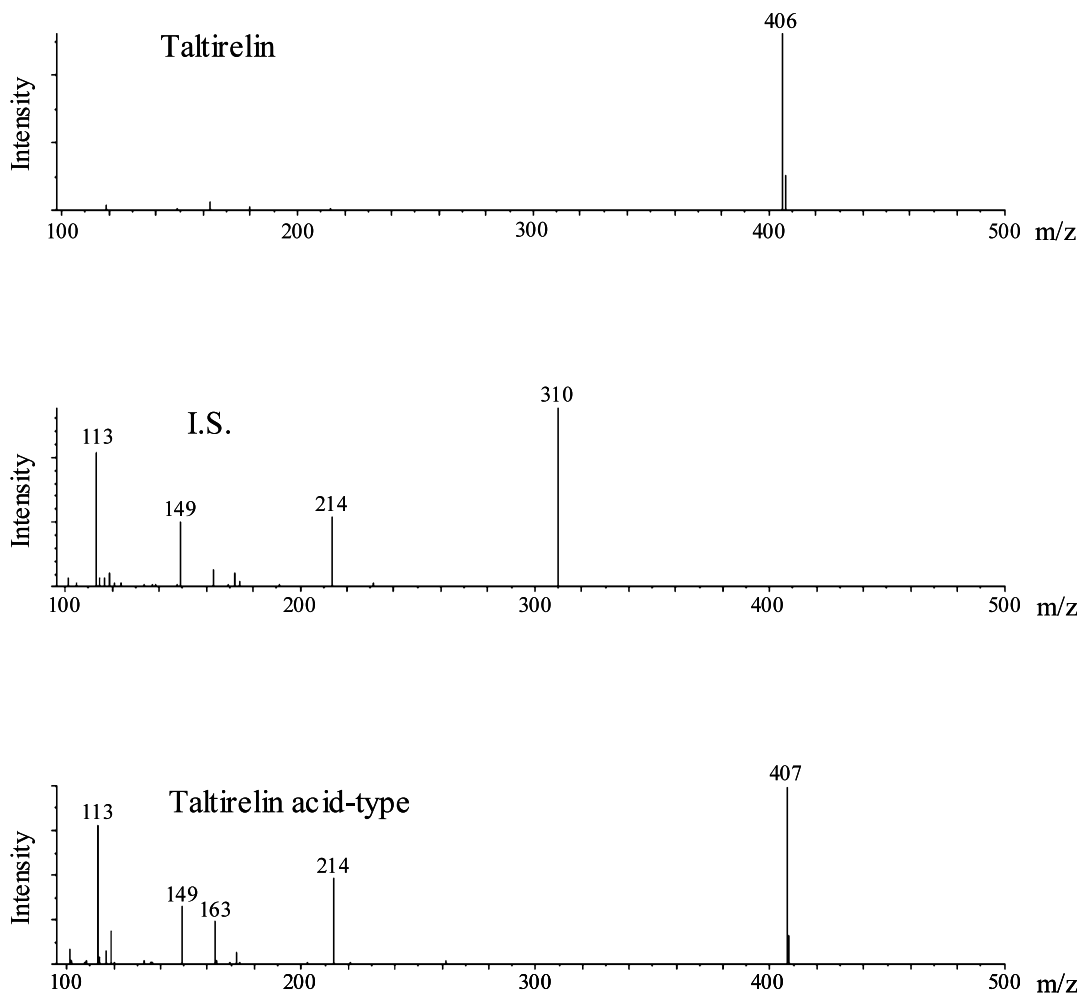 406
Taltirelin
Intensity
100 200 300 400 500 m/z
310
I.S.
113
149 214
Intensity
100 200 300 400 500 m/z
407
Taltirelin acid-type
113
214
149 163
Intensity
100 200 300 400 500 m/z